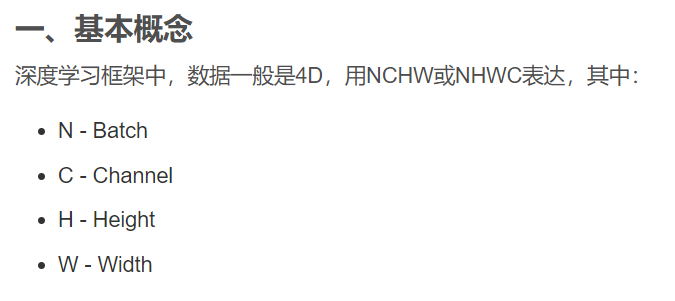 一、基本概念
深度学习框架中，数据一般是4D，用NCHW或NHWC表达，其中：
N - Batch
C - Channel
H - Height
W - Width